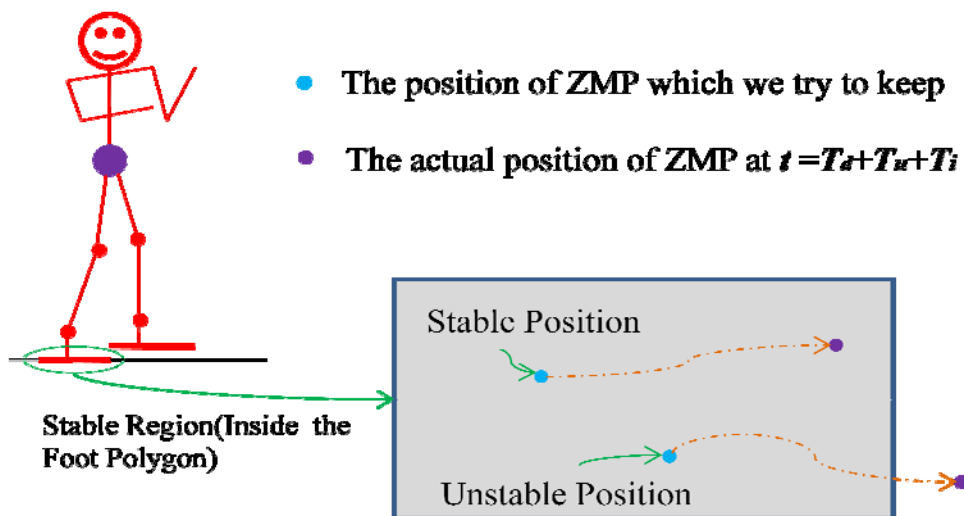 The position of ZMP which we try to keep
The actual position of ZMP at t =Td+Tu+Ti
Stable Position
Stable Region(Inside the
Foot Polygon)
Unstable Position